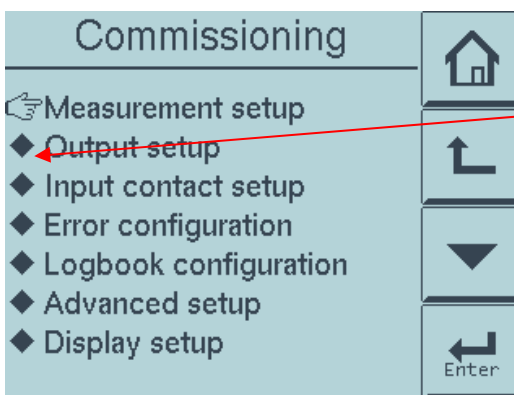 Commissioning
Measurement setup
Output setup
Input contact setup
Error configuration
Logbook configuration
Advanced setup
Display setup
Enter